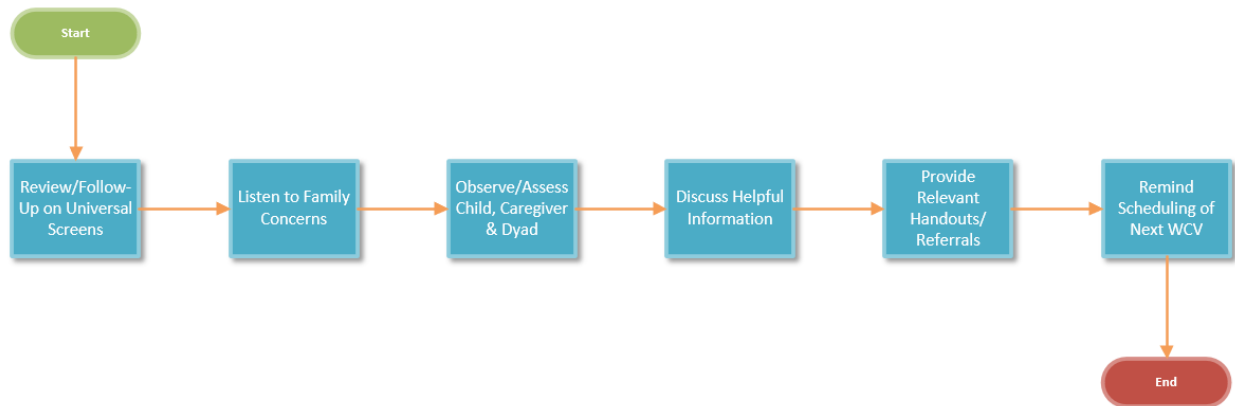 Start
Review/Follow-
Up on Universal
Screens
Listen to Family
Concerns
Observe/Assess
Child, Caregiver
& Dyad
Discuss Helpful
Information
Provide
Relevant
Handouts/
Referrals
Remind
Scheduling of
Next WCV
End